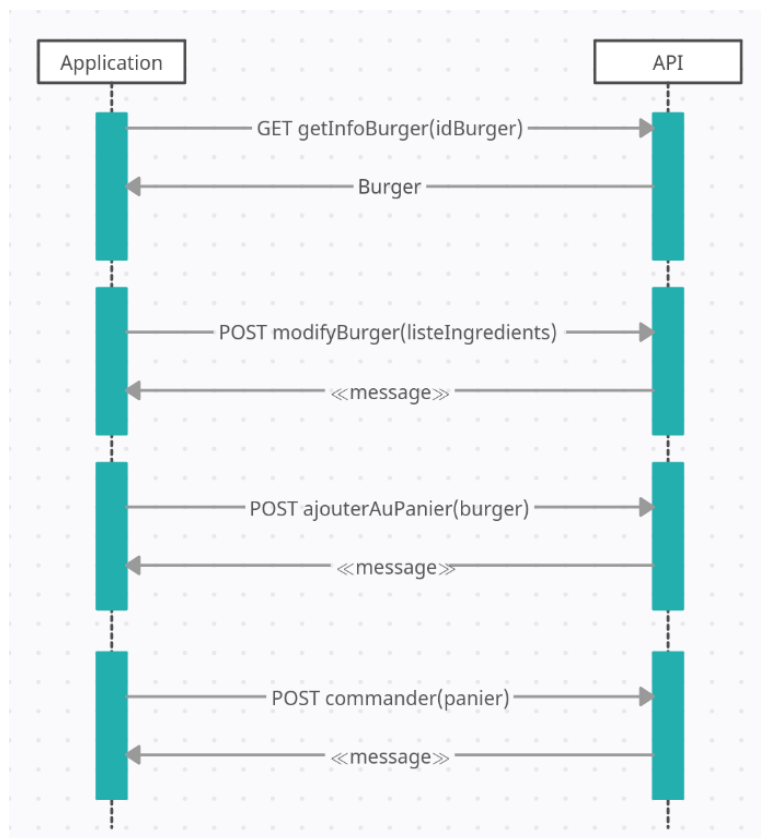 Application
API
GET getInfoBurger(idBurger)
Burger
POST modifyBurger(listeIngredients)
≪message≫
POST ajouterAuPanier(burger)
≪message≫
POST commander(panier)
≪message≫